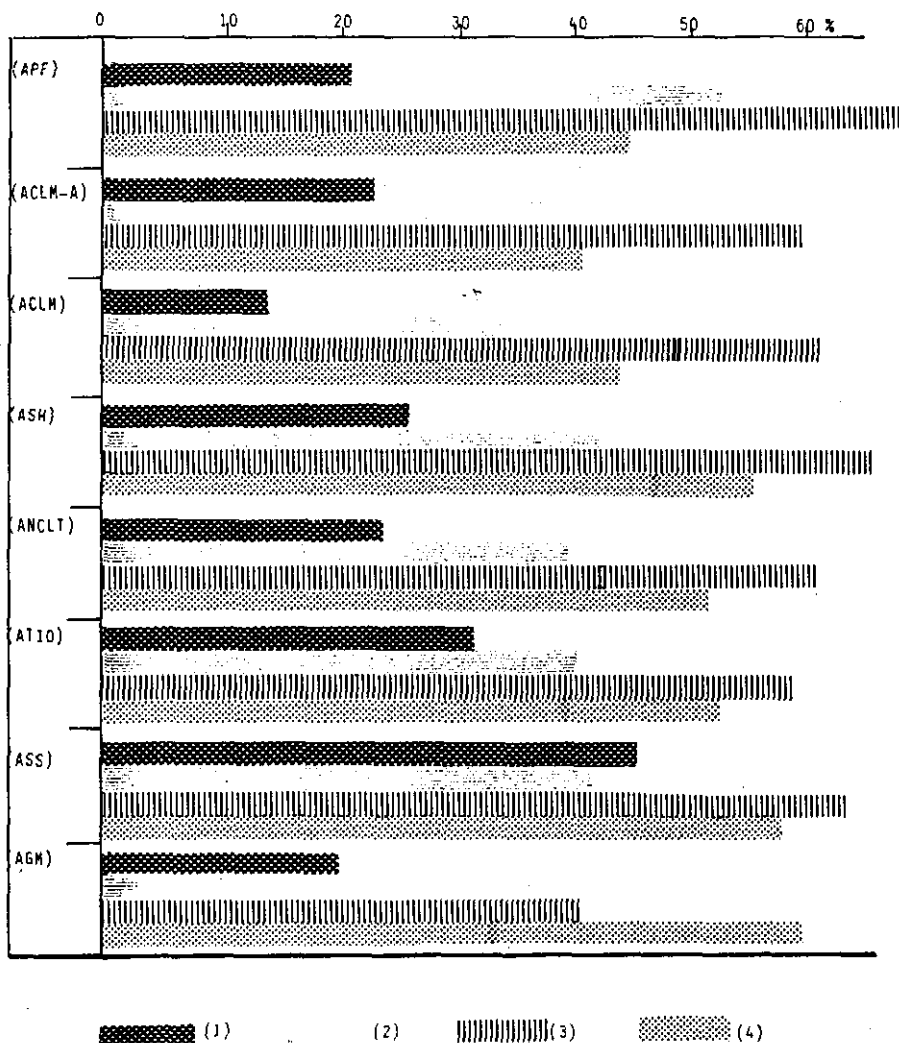 0 10 20 30 40 50 60 %
(APF)
(ACLM-A)
(ACLM)
(ASH)
(ANCLT)
(ATIO)
(ASS)
(AGM)
(1) (2) (3) (4)